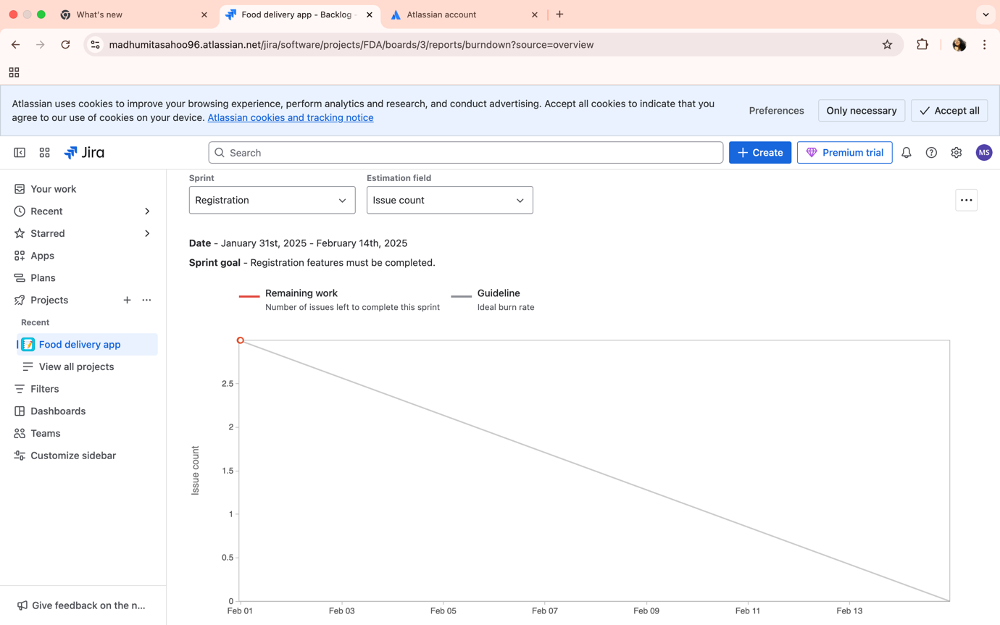 What's new
Food delivery app - Backlog -
Atlassian account
madhumitasahoo96.atlassian.net/jira/software/projects/FDA/boards/3/reports/burndown?source=overview
Atlassian uses cookies to improve your browsing experience, perform analytics and research, and conduct advertising. Accept all cookies to indicate that you
agree to our use of cookies on your device. Atlassian cookies and tracking notice
Preferences
Only necessary
Accept all
Jira
Search
Create
Premium trial
MS
Your work
Recent
Starred
Apps
Plans
Projects
Recent
Food delivery app
View all projects
Filters
Dashboards
Teams
Customize sidebar
Give feedback on the n...
Sprint
Estimation field
Registration
Issue count
Date - January 31st, 2025 - February 14th, 2025
Sprint goal - Registration features must be completed.
Remaining work
Number of issues left to complete this sprint
Guideline
Ideal burn rate
Issue count
2.5
2
1.5
1
0.5
0
Feb 01
Feb 03
Feb 05
Feb 07
Feb 09
Feb 11
Feb 13